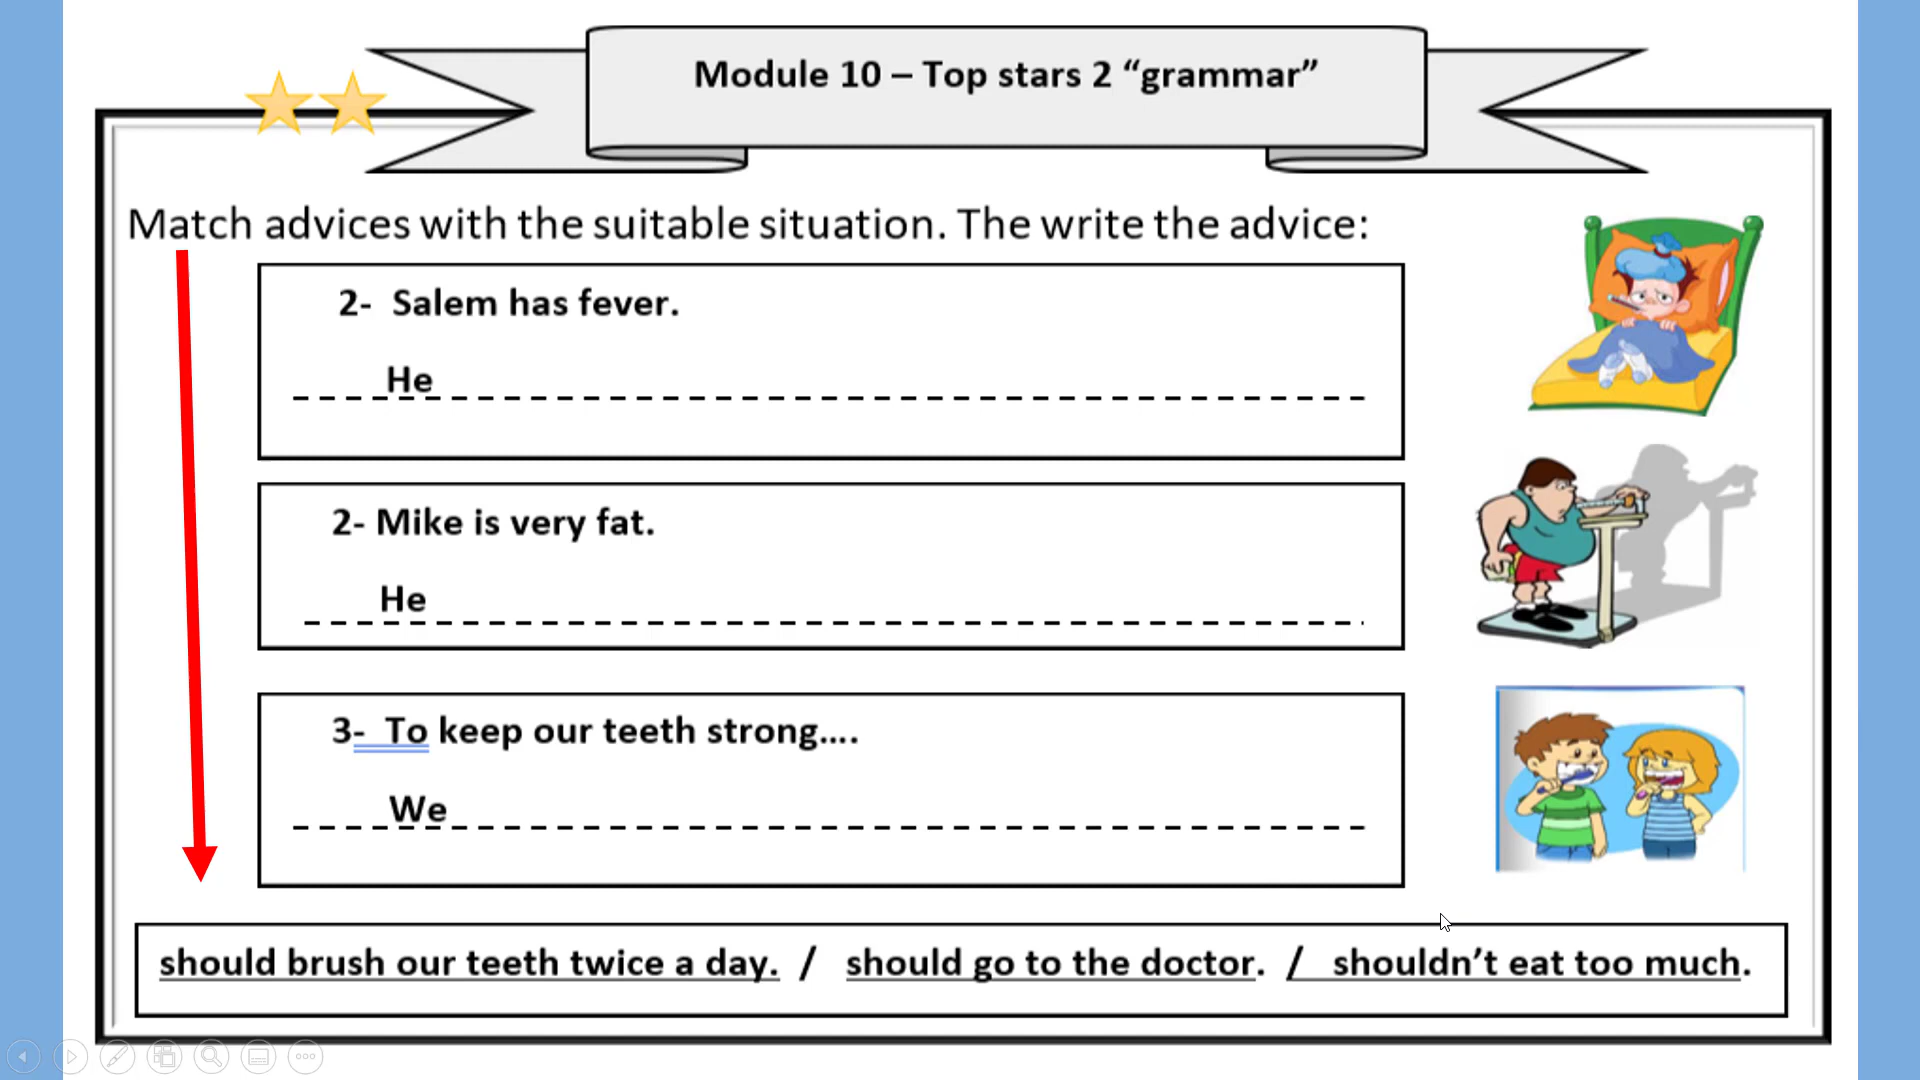 Module 10 – Top stars 2 “grammar”
Match advices with the suitable situation. The write the advice:
2- Salem has fever.
He
2- Mike is very fat.
He
3- To keep our teeth strong....
We
should brush our teeth twice a day. / should go to the doctor. / shouldn’t eat too much.